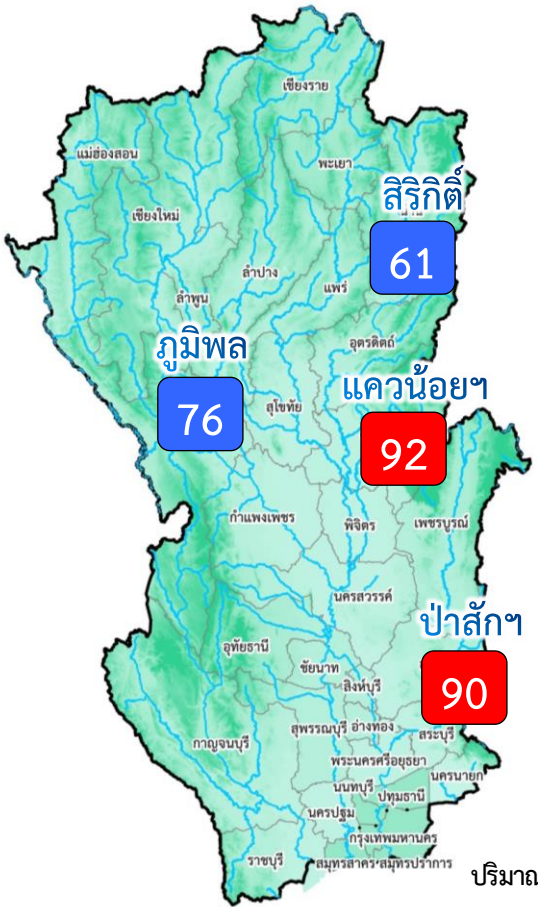 เชียงราย
แม่ฮ่องสอน
พะเยา
เชียงใหม่
สิริกิติ์
61
ลำปาง
ลำพูน
แพร่
อุตรดิตถ์
ภูมิพล
76
สุโขทัย
แควน้อยฯ
92
กำแพงเพชร
พิจิตร
เพชรบูรณ์
นครสวรรค์
ป่าสักฯ
90
อุทัยธานี
ชัยนาท
สิงห์บุรี
สุพรรณบุรี อ่างทอง
สระบุรี
กาญจนบุรี
พระนครศรีอยุธยา
นครนายก
นนทบุรี
ปทุมธานี
นครปฐม
กรุงเทพมหานคร
ราชบุรี
สมุทรสาคร สมุทรปราการ